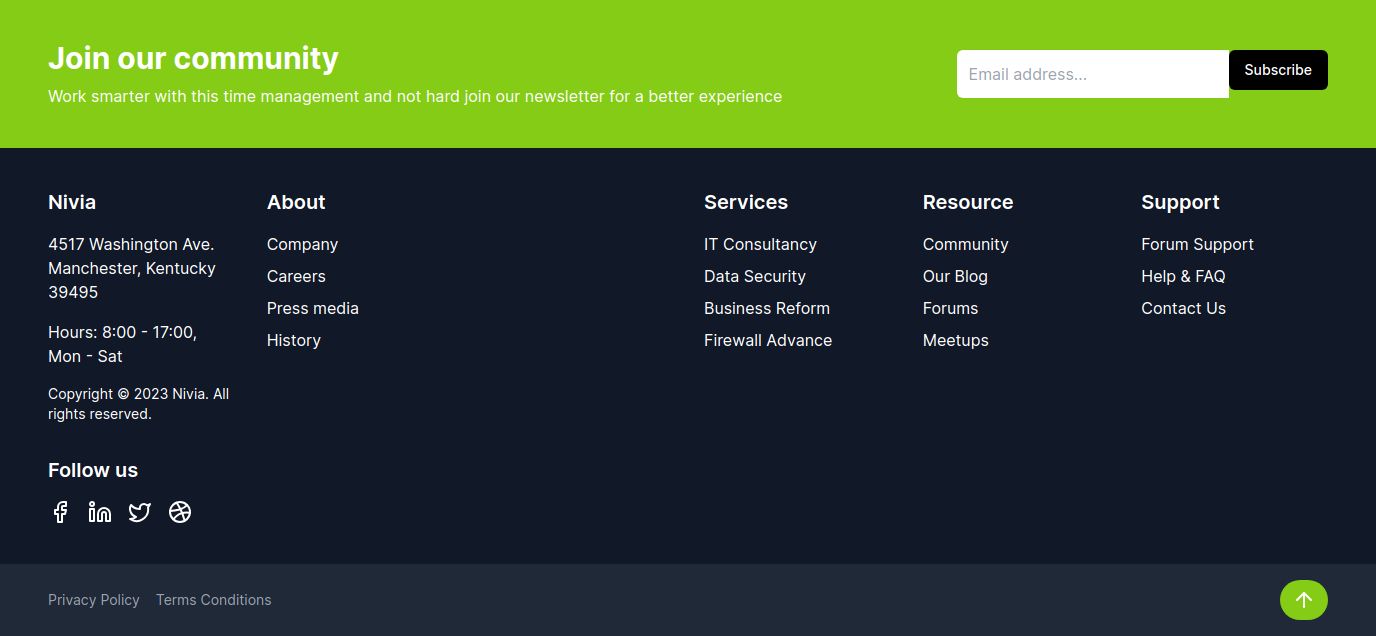 Join our community
Work smarter with this time management and not hard join our newsletter for a better experience
Email address...
Subscribe
Nivia
4517 Washington Ave.
Manchester, Kentucky
39495
Hours: 8:00 - 17:00,
Mon - Sat
Copyright © 2023 Nivia. All
rights reserved.
Follow us
About
Company
Careers
Press media
History
Services
IT Consultancy
Data Security
Business Reform
Firewall Advance
Resource
Community
Our Blog
Forums
Meetups
Support
Forum Support
Help & FAQ
Contact Us
Privacy Policy
Terms Conditions